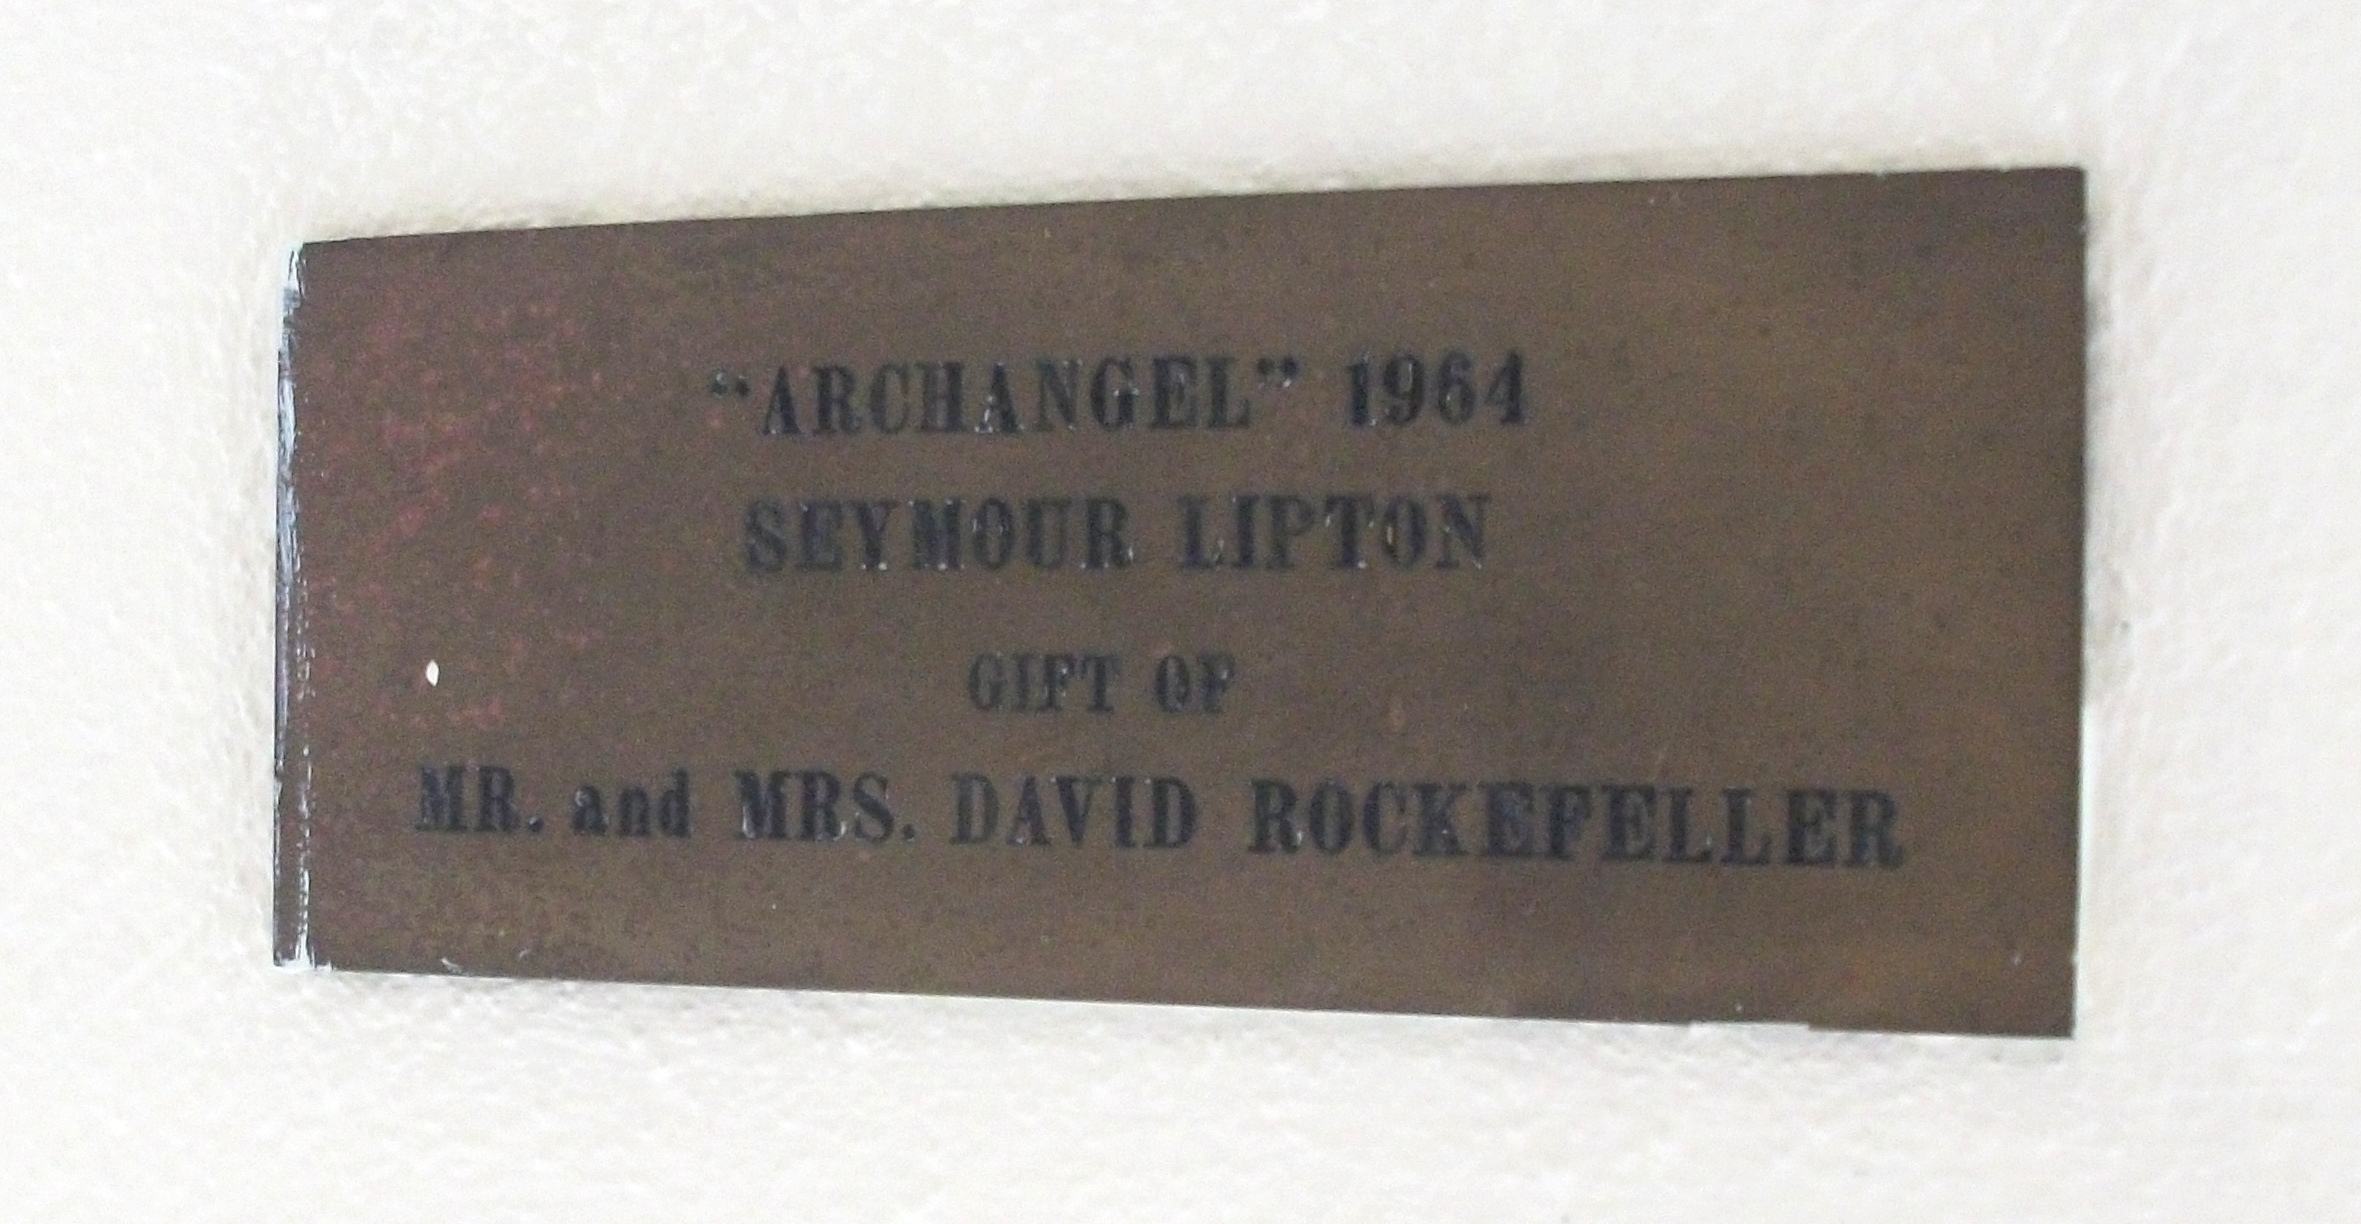 “ARCHANGEL” 1964
SEYMOUR LIPTON
GIFT OF
MR. and MRS. DAVID ROCKEFELLER